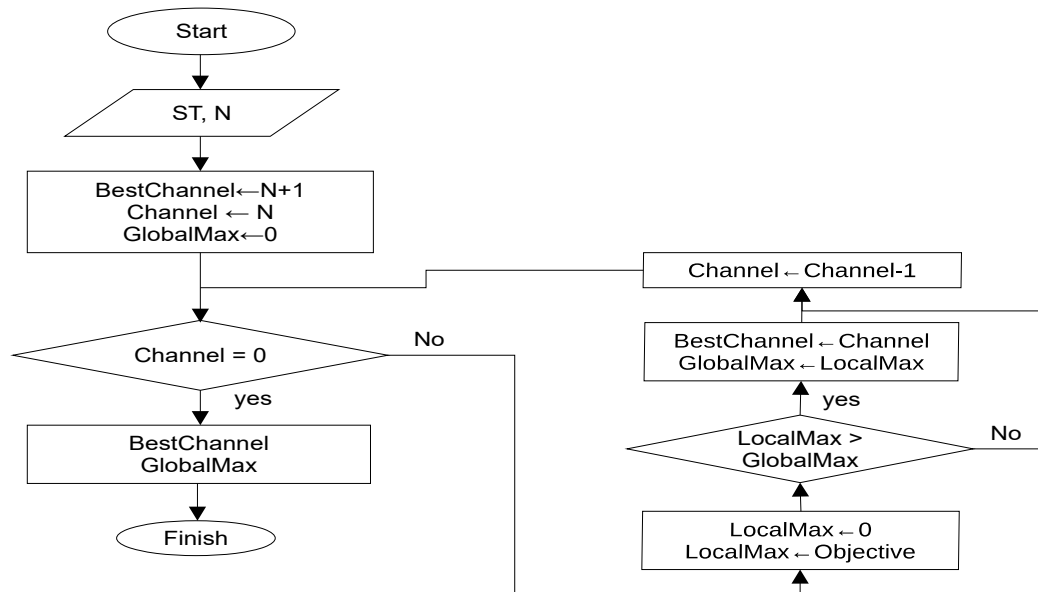 Start
ST, N
BestChannel←N+1
Channel ← N
GlobalMax←0
Channel = 0
No
yes
BestChannel
GlobalMax
Finish
Channel←Channel-1
BestChannel←Channel
GlobalMax←LocalMax
yes
LocalMax >
GlobalMax
No
LocalMax←0
LocalMax←Objective